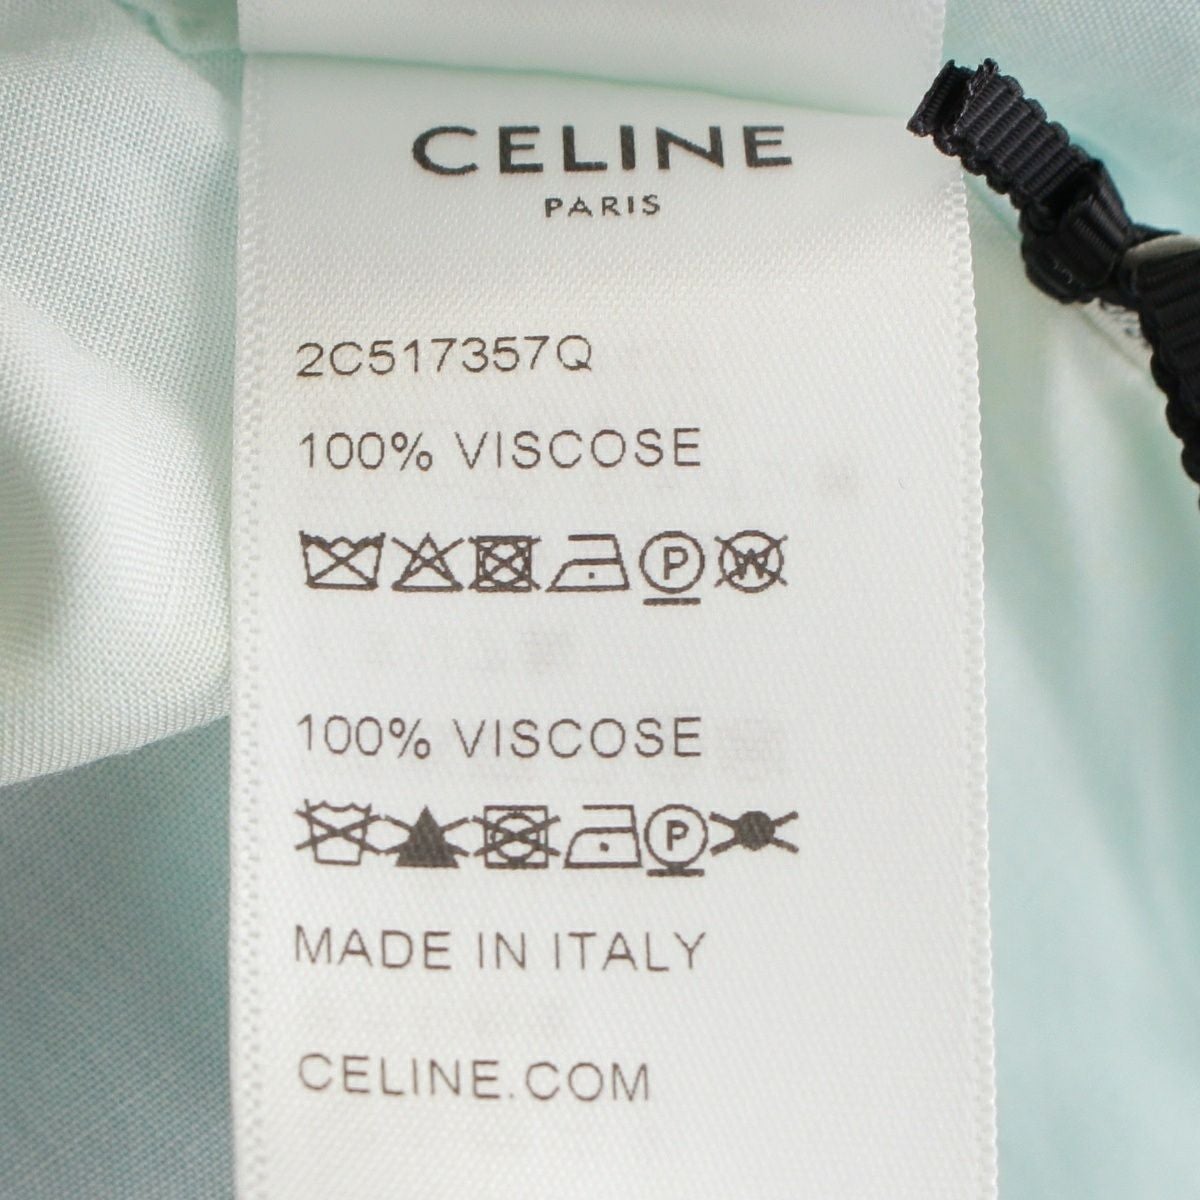 CELINE
PARIS
2C517357Q
100% VISCOSE
P W
100% VISCOSE
P
MADE IN ITALY
CELINE.COM